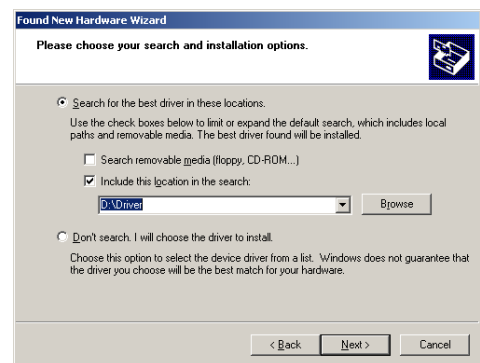 Found New Hardware Wizard
Please choose your search and installation options.
Search for the best driver in these locations.
Use the check boxes below to limit or expand the default search, which includes local
paths and removable media. The best driver found will be installed.
Search removable media (floppy, CD-ROM...)
Include this location in the search:
D:\Driver
Browse
Don't search. I will choose the driver to install.
Choose this option to select the device driver from a list. Windows does not guarantee that
the driver you choose will be the best match for your hardware.
< Back
Next >
Cancel